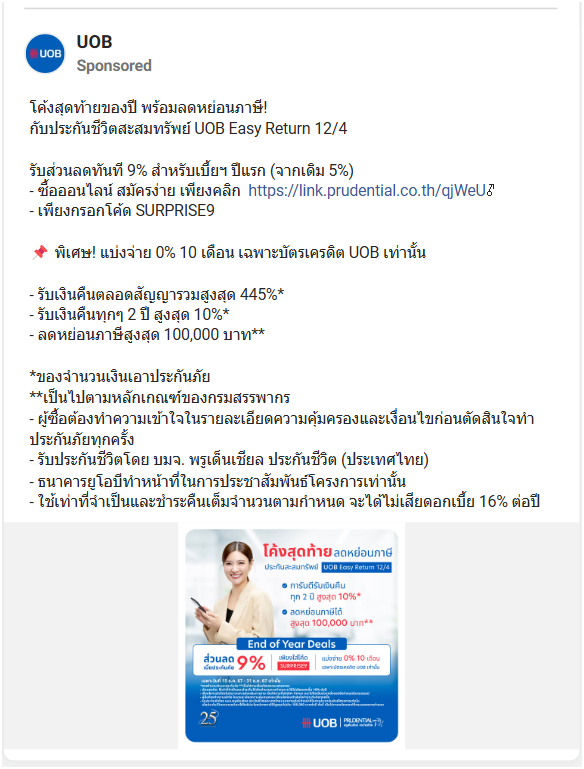 UOB
UOB
Sponsored
โค้งสุดท้ายของปี พร้อมลดหย่อนภาษี!
กับประกันชีวิตสะสมทรัพย์ UOB Easy Return 12/4
รับส่วนลดทันที 9% สำหรับเบี้ยฯ ปีแรก (จากเดิม 5%)
- ซื้อออนไลน์ สมัครง่าย เพียงคลิก https://link.prudential.co.th/qjWeU
- เพียงกรอกโค้ด SURPRISE9
📌 พิเศษ! แบ่งจ่าย 0% 10 เดือน เฉพาะบัตรเครดิต UOB เท่านั้น
- รับเงินคืนตลอดสัญญารวมสูงสุด 445%*
- รับเงินคืนทุกๆ 2 ปี สูงสุด 10%*
- ลดหย่อนภาษีสูงสุด 100,000 บาท**
*ของจำนวนเงินเอาประกันภัย
**เป็นไปตามหลักเกณฑ์ของกรมสรรพากร
- ผู้ซื้อต้องทำความเข้าใจในรายละเอียดความคุ้มครองและเงื่อนไขก่อนตัดสินใจทำ
ประกันภัยทุกครั้ง
- รับประกันชีวิตโดย บมจ. พรูเด็นเชียล ประกันชีวิต (ประเทศไทย)
- ธนาคารยูโอบีทำหน้าที่ในการประชาสัมพันธ์โครงการเท่านั้น
- ใช้เท่าที่จำเป็นและชำระคืนเต็มจำนวนตามกำหนด จะได้ไม่เสียดอกเบี้ย 16% ต่อปี
โค้งสุดท้าย ลดหย่อนภาษี
ประกันสะสมทรัพย์ UOB Easy Return 12/4
การันตีรับเงินคืน
ทุก 2 ปี สูงสุด 10%*
ลดหย่อนภาษีได้
สูงสุด 100,000 บาท**
End of Year Deals
ส่วนลด
เบี้ยประกันภัย 9%
เพียงใส่โค้ด
SURPRISE9
แบ่งจ่าย 0% 10 เดือน
เฉพาะบัตรเครดิต UOB เท่านั้น
25
UOB
PRUDENTIAL